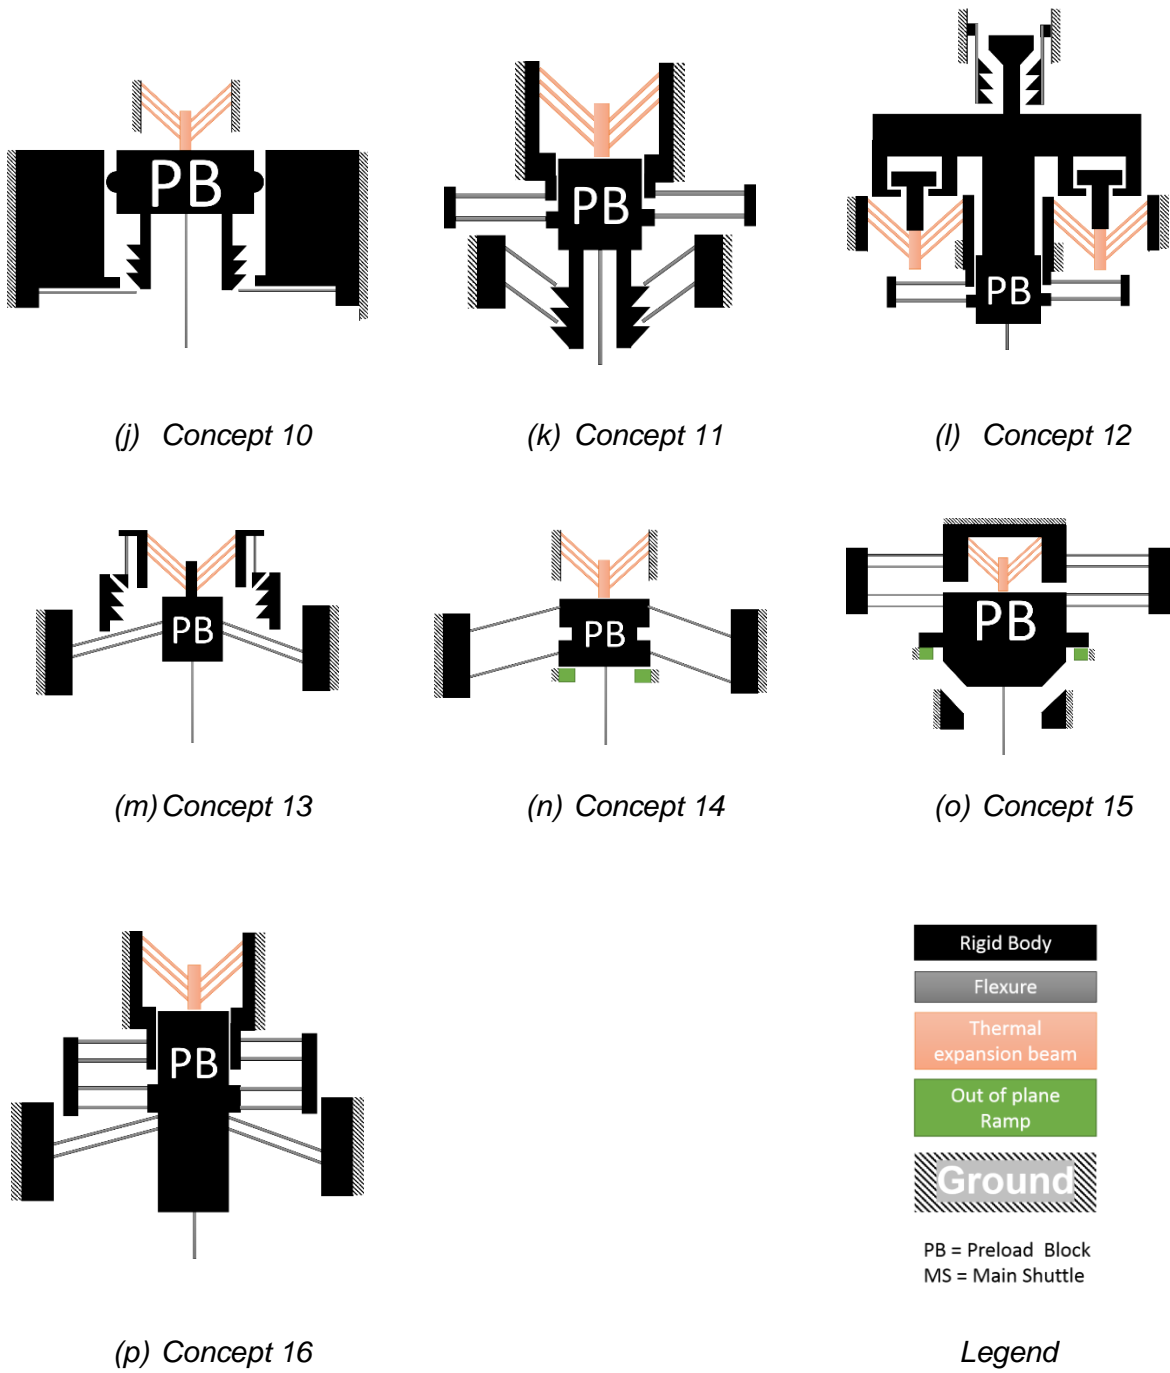 PB
PB
PB
(j) Concept 10
(k) Concept 11
(l) Concept 12
PB
PB
PB
(m) Concept 13
(n) Concept 14
(o) Concept 15
PB
Rigid Body
Flexure
Thermal
expansion beam
Out of plane
Ramp
Ground
PB = Preload Block
MS = Main Shuttle
(p) Concept 16
Legend